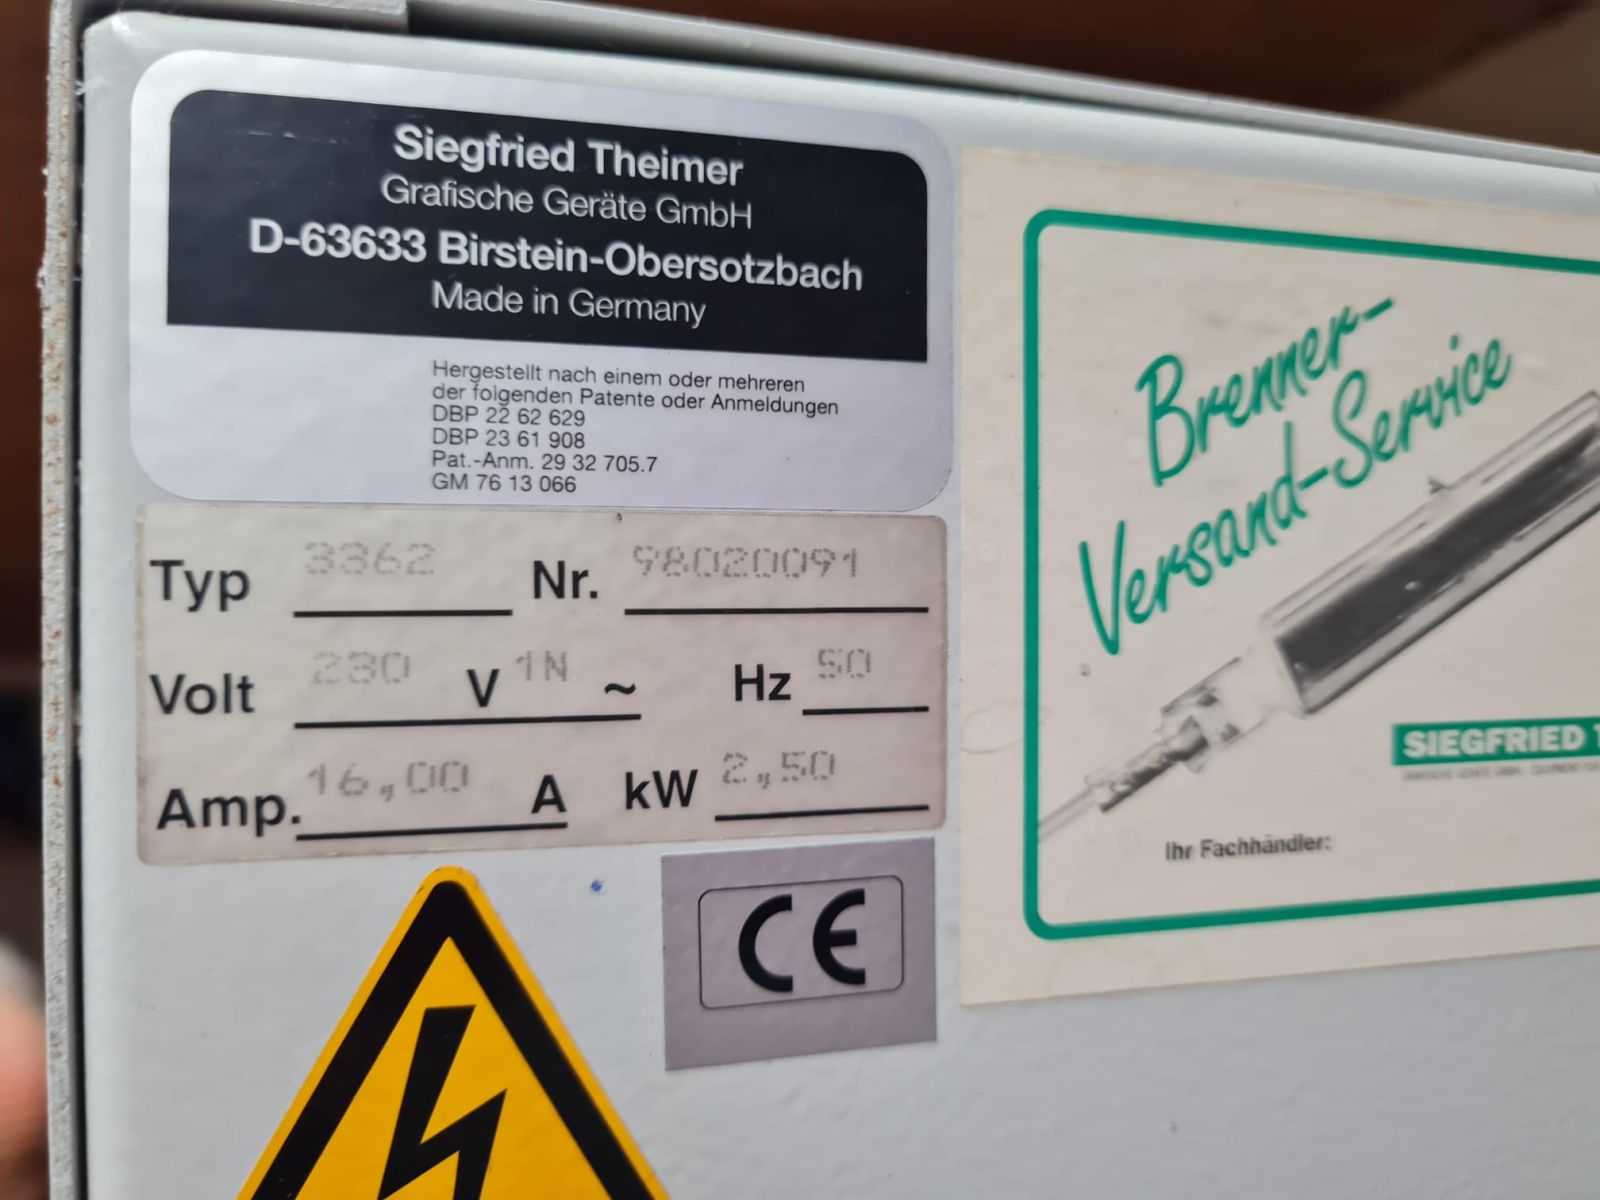 Siegfried Theimer
Grafische Geräte GmbH
D-63633 Birstein-Obersotzbach
Made in Germany
Hergestellt nach einem oder mehreren
der folgenden Patente oder Anmeldungen
DBP 22 62 629
DBP 23 61 908
Pat.-Anm. 29 32 705.7
GM 76 13 066
Typ 3362 Nr. 98020091
Volt 230 V 1N ~ Hz 50
Amp. 16,00 A kW 2,50
CE
Brenner-
Versand-Service
SIEGFRIED
Ihr Fachhändler: